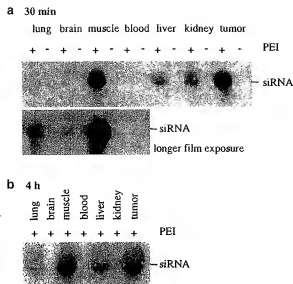 a 30 min
lung brain muscle blood liver kidney tumor
+ - + - + - + - + - + - + - PEI
siRNA
siRNA
longer film exposure
b 4 h
lung brain muscle blood liver kidney tumor
+ + + + + + + PEI
siRNA